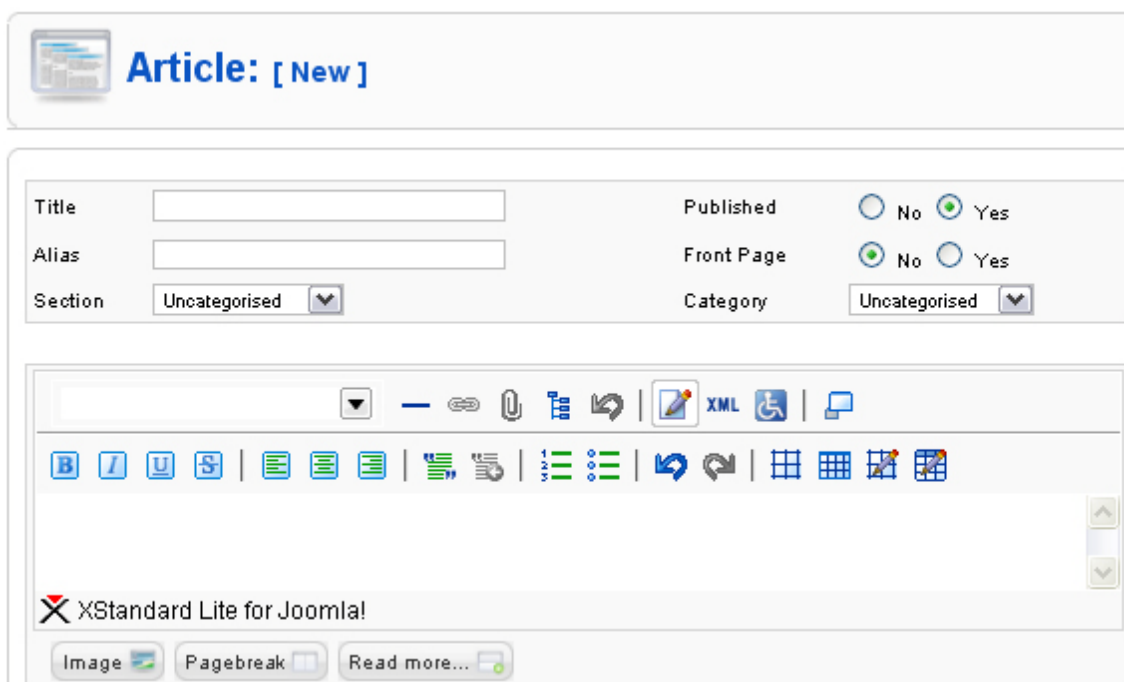 Article: [ New ]
Title Published No Yes
Alias Front Page No Yes
Section Uncategorised Category Uncategorised
XML
B I U S
XStandard Lite for Joomla!
Image Pagebreak Read more...